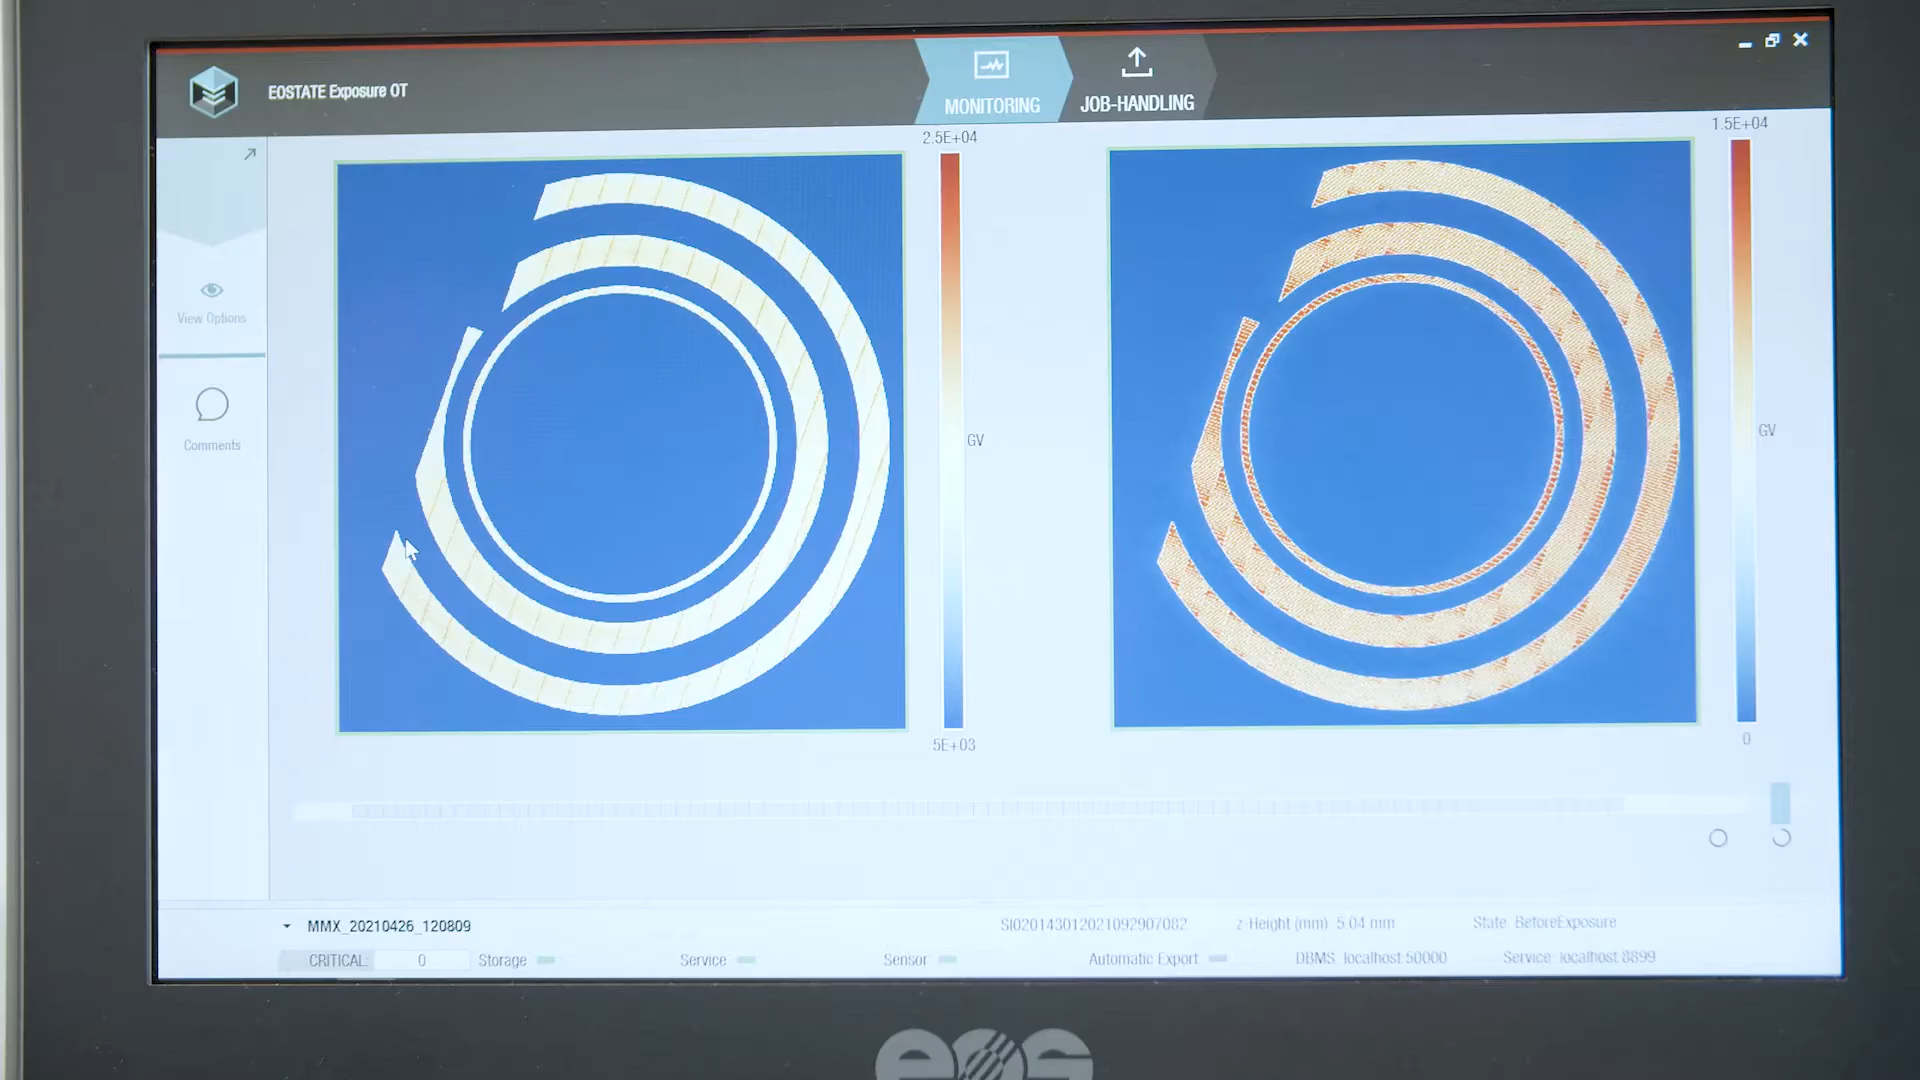 EOSTATE Exposure OT
MONITORING
JOB-HANDLING
2.5E+04
1.5E+04
View Options
GV
GV
Comments
5E+03
0
MMX_20210426_120809
SI020143012021092907082
z-Height (mm) 5.04 mm
State: BeforeExposure
CRITICAL: 0
Storage
Service
Sensor
Automatic Export
DBMS: localhost:50000
Service: localhost:8899
eos